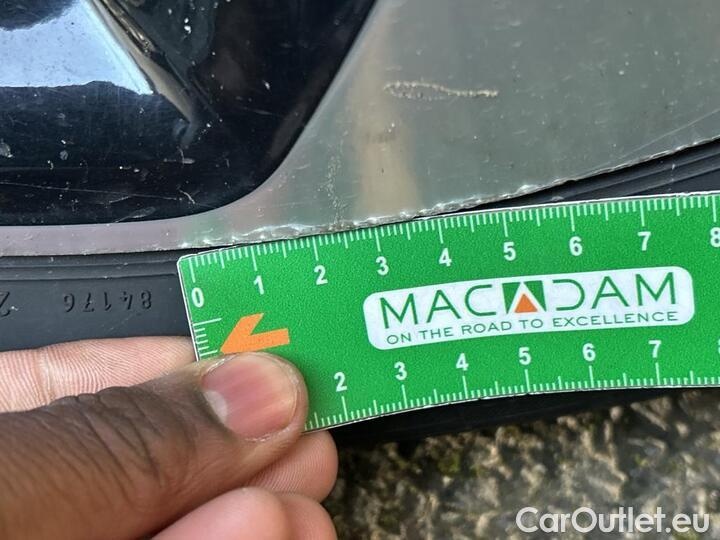 0 1 2 3 4 5 6 7 8
MACADAM
ON THE ROAD TO EXCELLENCE
2 3 4 5 6 7
84176
CarOutlet.eu